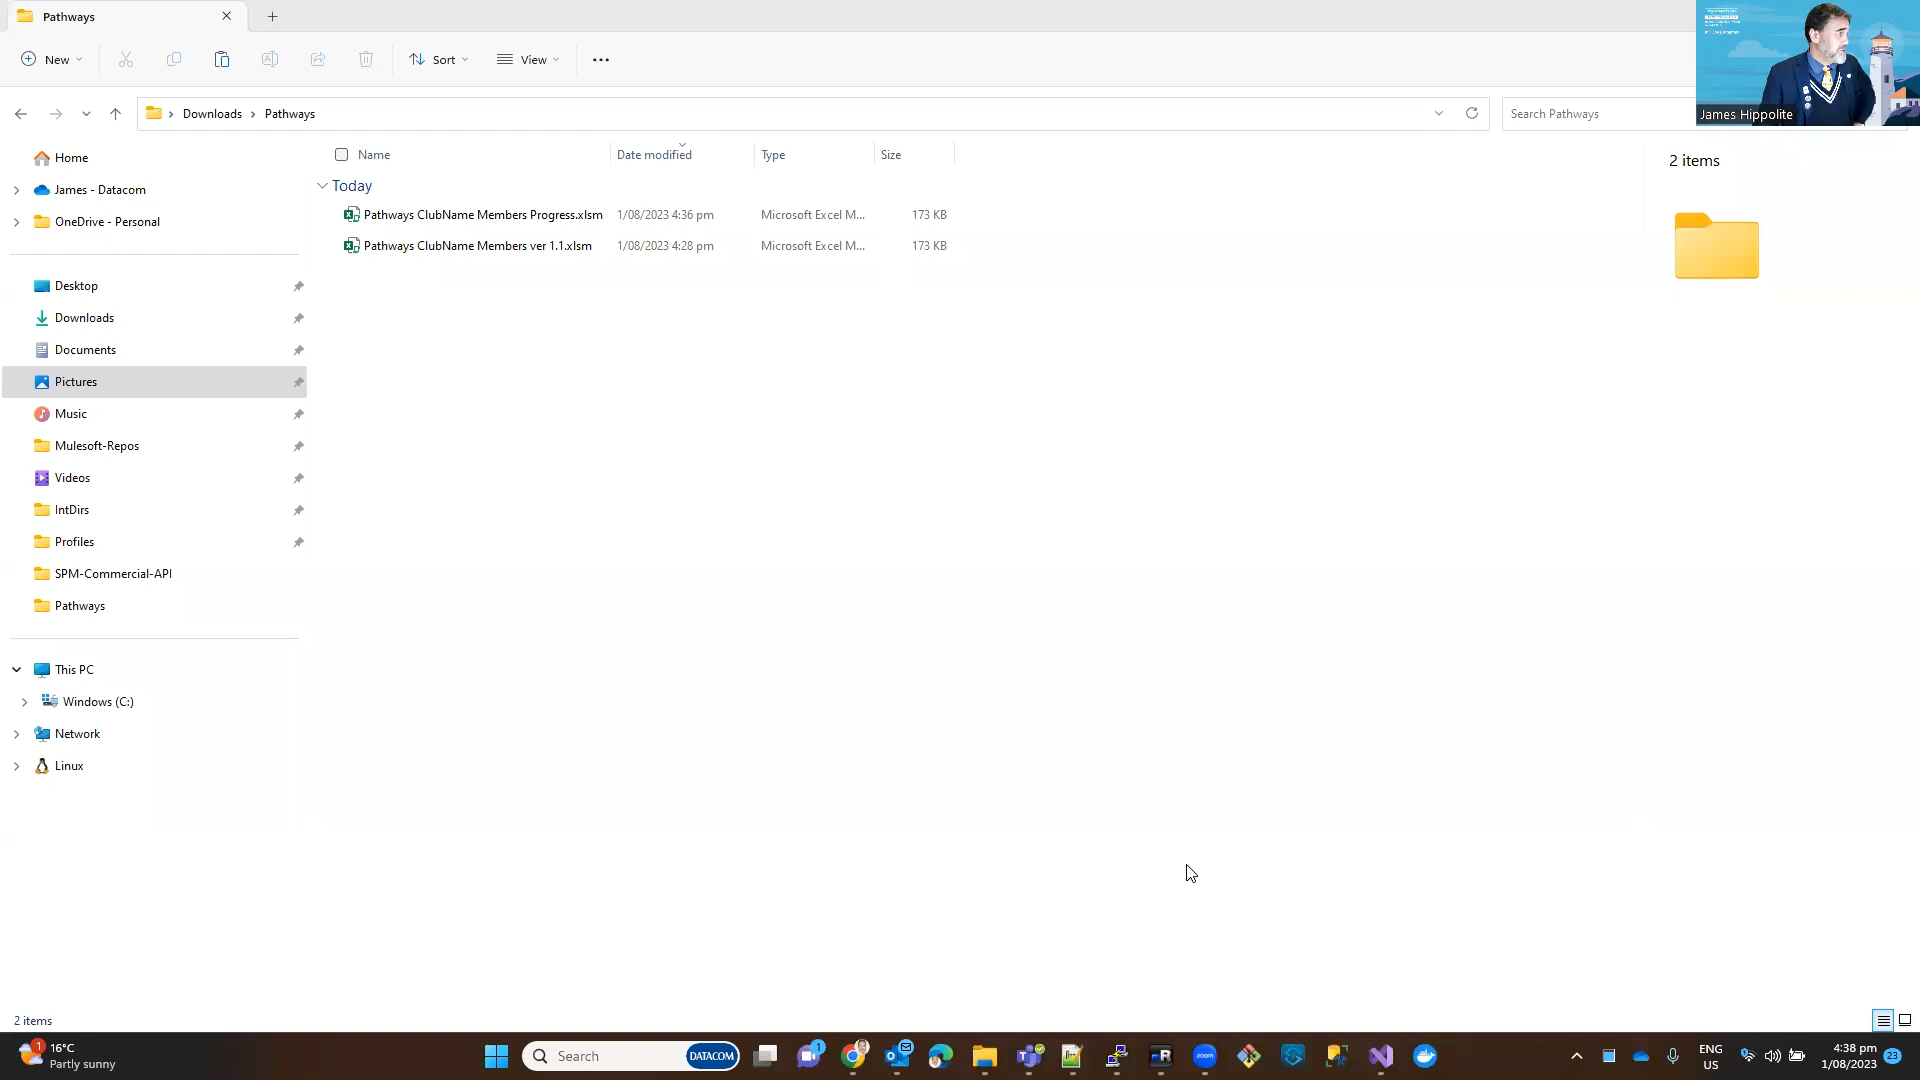 Pathways
New
Sort
View
Downloads
Pathways
Search Pathways
James Hippolite
Home
James - Datacom
OneDrive - Personal
Desktop
Downloads
Documents
Pictures
Music
Mulesoft-Repos
Videos
IntDirs
Profiles
SPM-Commercial-API
Pathways
This PC
Windows (C:)
Network
Linux
Name Date modified Type Size
Today
Pathways ClubName Members Progress.xlsm 1/08/2023 4:36 pm Microsoft Excel M... 173 KB
Pathways ClubName Members ver 1.1.xlsm 1/08/2023 4:28 pm Microsoft Excel M... 173 KB
2 items
2 items
1
16°C
Partly sunny
Search
DATACOM
1
zoom
ENG
US
4:38 pm
1/08/2023
23